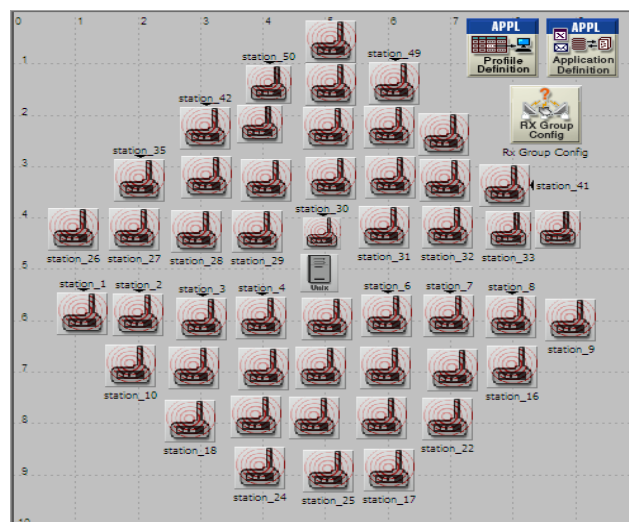 0 1 2 3 4 5 6 7 8 9
APPL
Profile
Definition
APPL
Application
Definition
station_50
station_49
1
station_42
2
RX Group
Config
Rx Group Config
station_35
3
station_41
station_30
4
station_26
station_27
station_28
station_29
station_31
station_32
station_33
5
Unix
station_1
station_2
station_3
station_4
station_6
station_7
station_8
6
station_9
7
station_10
station_16
8
station_18
station_22
9
station_24
station_25
station_17
10